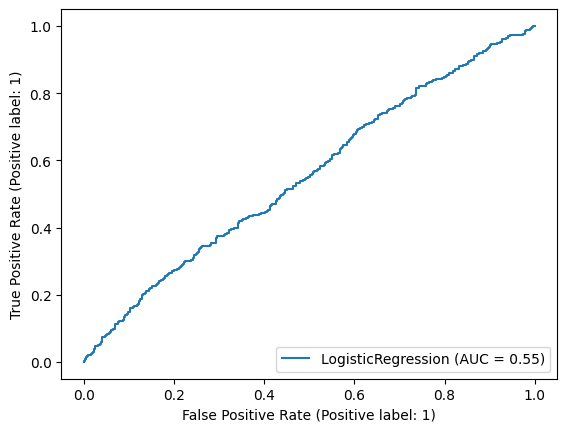 1.0
0.8
0.6
0.4
0.2
0.0
True Positive Rate (Positive label: 1)
LogisticRegression (AUC = 0.55)
0.0 0.2 0.4 0.6 0.8 1.0
False Positive Rate (Positive label: 1)